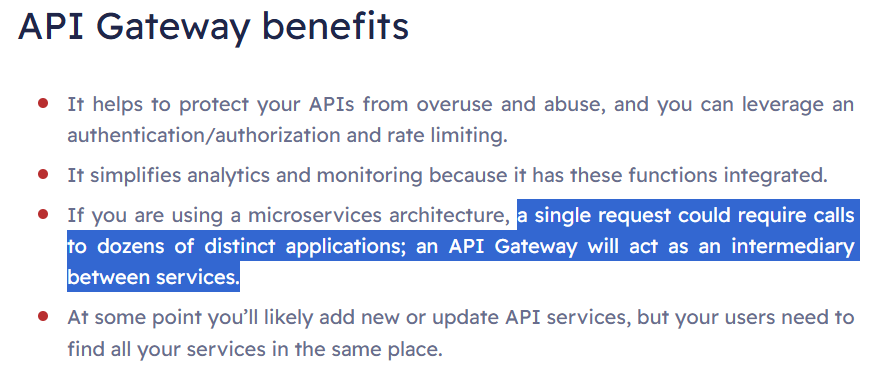 API Gateway benefits
It helps to protect your APIs from overuse and abuse, and you can leverage an
authentication/authorization and rate limiting.
It simplifies analytics and monitoring because it has these functions integrated.
If you are using a microservices architecture, a single request could require calls
to dozens of distinct applications; an API Gateway will act as an intermediary
between services.
At some point you’ll likely add new or update API services, but your users need to
find all your services in the same place.